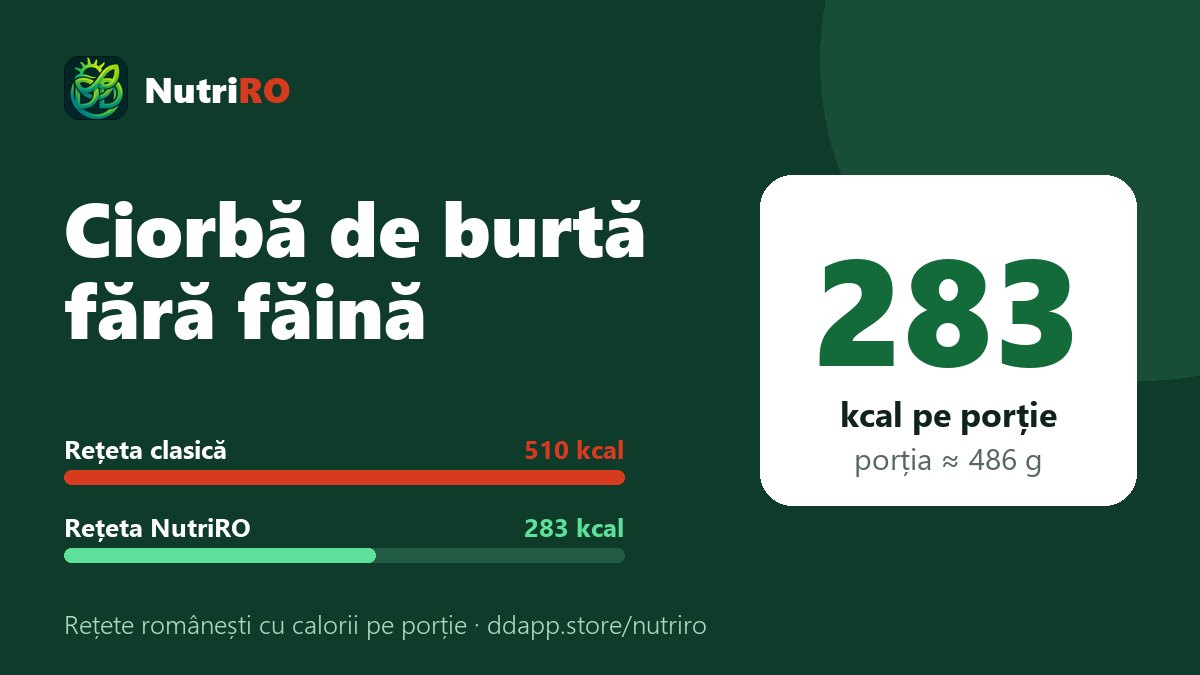 NutriRO
Ciorbă de burtă
fără făină
283
kcal pe porție
porția ≈ 486 g
Rețeta clasică 510 kcal
Rețeta NutriRO 283 kcal
Rețete românești cu calorii pe porție · ddapp.store/nutriro